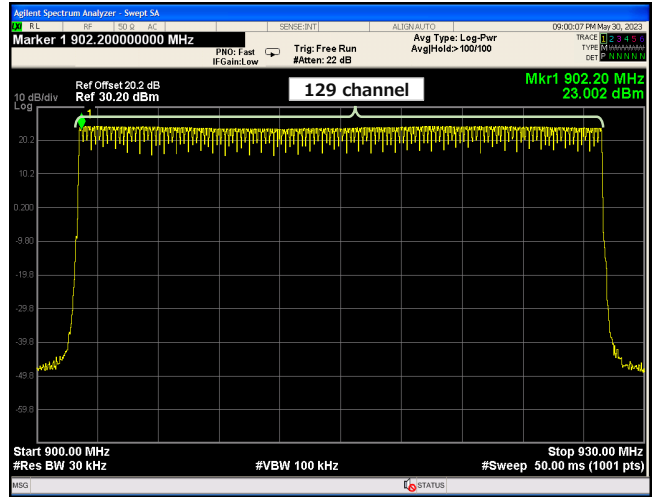 Agilent Spectrum Analyzer - Swept SA
LXI RL RF 50 Ω AC SENSE:INT ALIGNAUTO 09:00:07 PM May 30, 2023
Marker 1 902.200000000 MHz
PNO: Fast
IFGain:Low
Trig: Free Run
#Atten: 22 dB
Avg Type: Log-Pwr
Avg|Hold:>100/100
TRACE 1 2 3 4 5 6
TYPE M
DET P N N N N N
Ref Offset 20.2 dB
Ref 30.20 dBm
10 dB/div
Log
Mkr1 902.20 MHz
23.002 dBm
129 channel
1
20.2
10.2
0.200
-9.80
-19.8
-29.8
-39.8
-49.8
-59.8
Start 900.00 MHz
#Res BW 30 kHz
#VBW 100 kHz
Stop 930.00 MHz
#Sweep 50.00 ms (1001 pts)
MSG STATUS